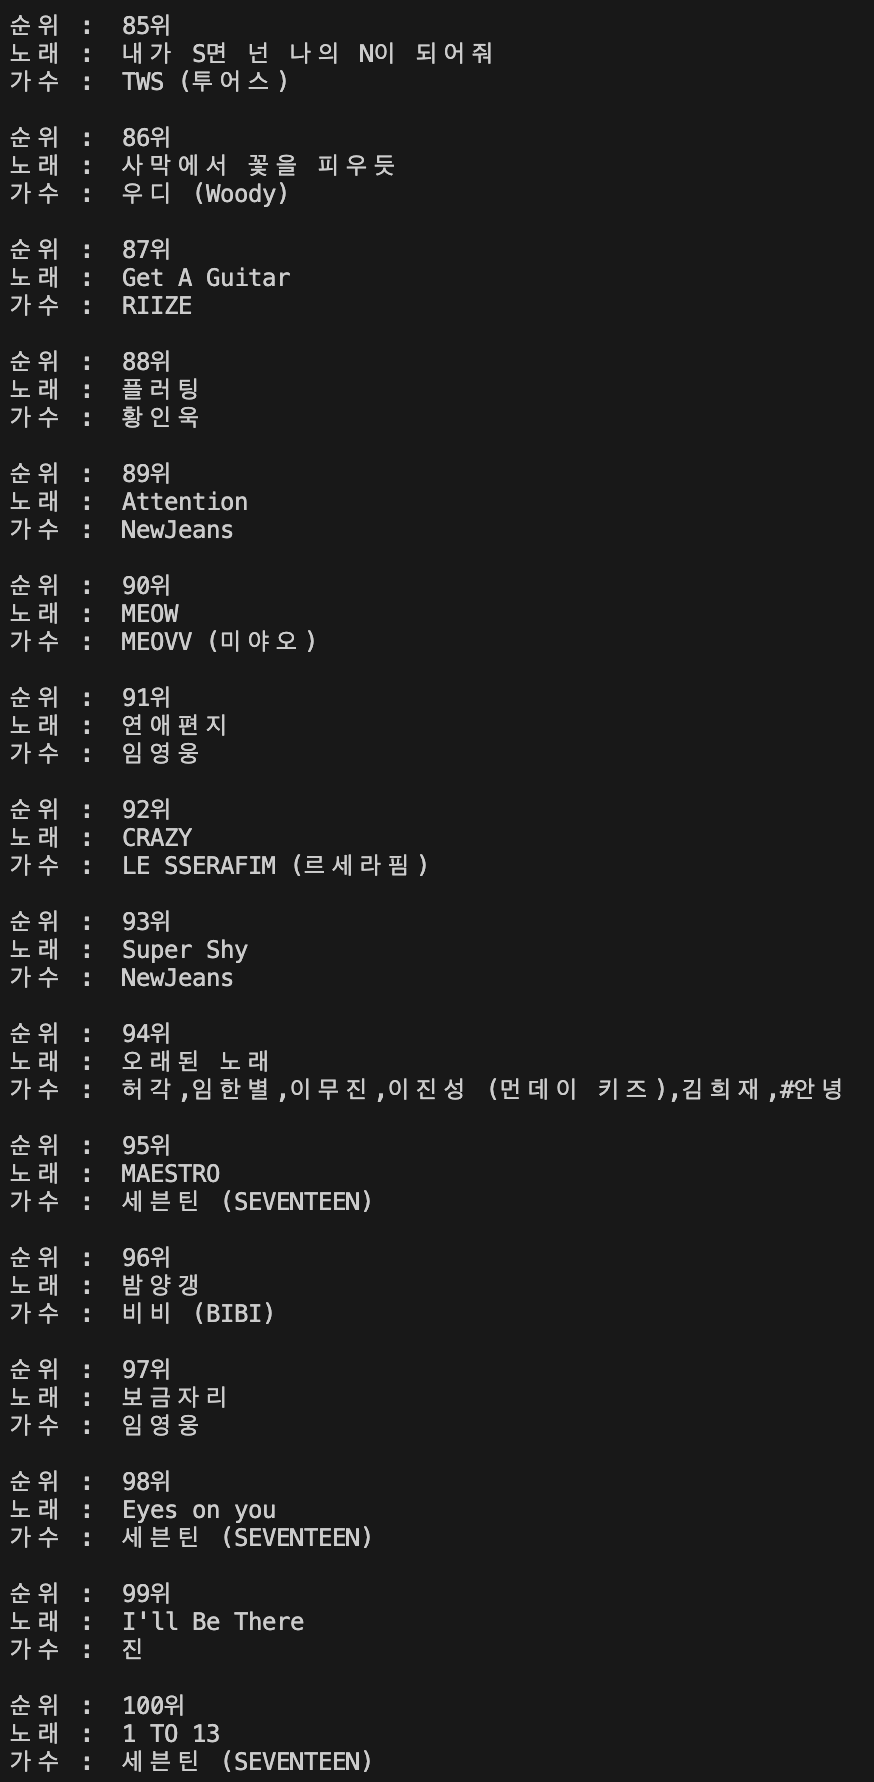 순위 : 85위
노래 : 내가 S면 넌 나의 N이 되어줘
가수 : TWS (투어스)
순위 : 86위
노래 : 사막에서 꽃을 피우듯
가수 : 우디 (Woody)
순위 : 87위
노래 : Get A Guitar
가수 : RIIZE
순위 : 88위
노래 : 플러팅
가수 : 황인욱
순위 : 89위
노래 : Attention
가수 : NewJeans
순위 : 90위
노래 : MEOW
가수 : MEOVV (미야오)
순위 : 91위
노래 : 연애편지
가수 : 임영웅
순위 : 92위
노래 : CRAZY
가수 : LE SSERAFIM (르세라핌)
순위 : 93위
노래 : Super Shy
가수 : NewJeans
순위 : 94위
노래 : 오래된 노래
가수 : 허각,임한별,이무진,이진성 (먼데이 키즈),김희재,#안녕
순위 : 95위
노래 : MAESTRO
가수 : 세븐틴 (SEVENTEEN)
순위 : 96위
노래 : 밤양갱
가수 : 비비 (BIBI)
순위 : 97위
노래 : 보금자리
가수 : 임영웅
순위 : 98위
노래 : Eyes on you
가수 : 세븐틴 (SEVENTEEN)
순위 : 99위
노래 : I'll Be There
가수 : 진
순위 : 100위
노래 : 1 TO 13
가수 : 세븐틴 (SEVENTEEN)